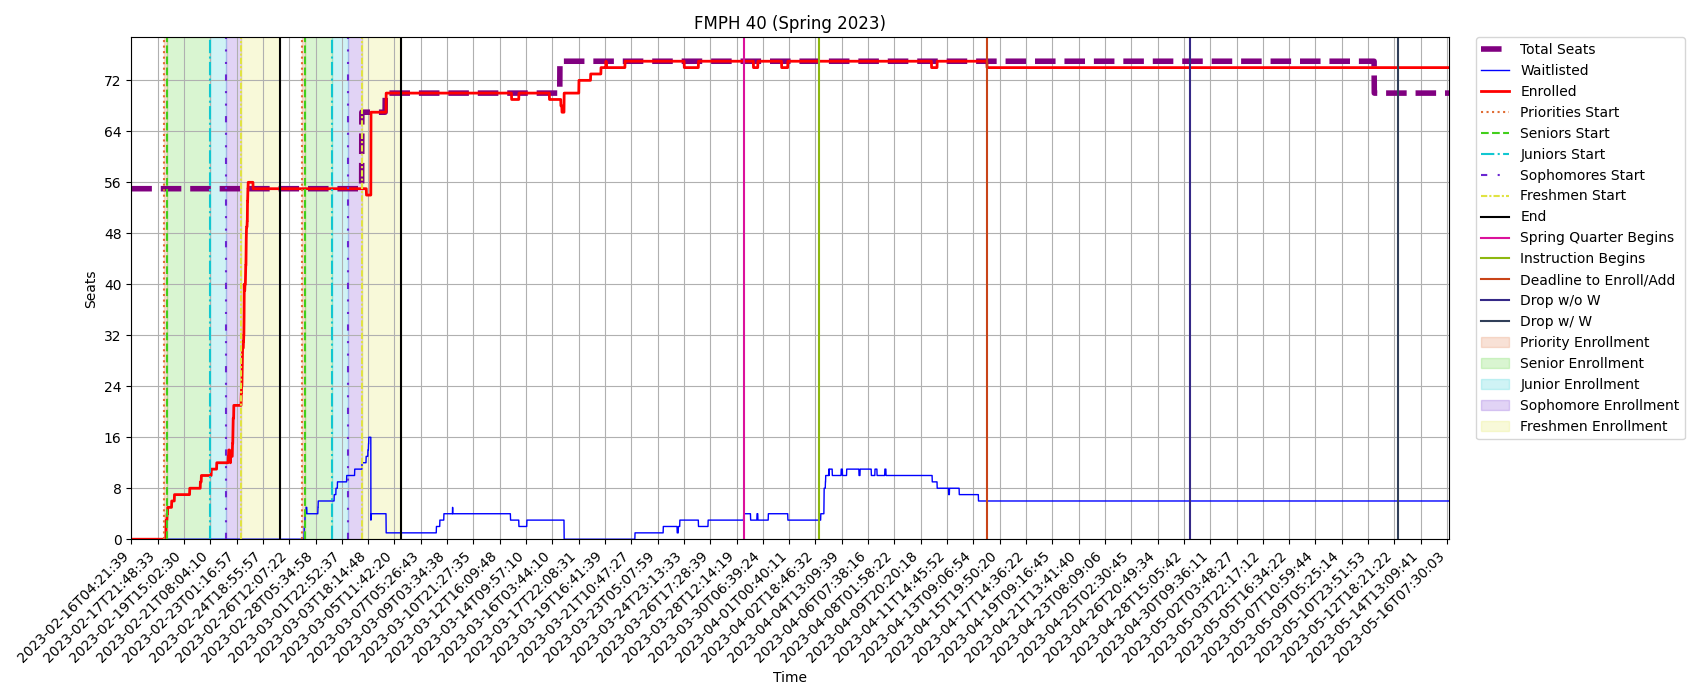 FMPH 40 (Spring 2023)
Seats
72
64
56
48
40
32
24
16
8
0
2023-02-16T04:21:39
2023-02-17T21:48:33
2023-02-19T15:02:30
2023-02-21T08:04:10
2023-02-23T01:16:57
2023-02-24T18:55:57
2023-02-26T12:07:22
2023-02-28T05:34:58
2023-03-01T22:52:37
2023-03-03T18:14:48
2023-03-05T11:42:20
2023-03-07T05:26:43
2023-03-09T03:34:38
2023-03-10T21:27:35
2023-03-12T16:09:48
2023-03-14T09:57:10
2023-03-16T03:44:10
2023-03-17T22:08:31
2023-03-19T16:41:39
2023-03-21T10:47:27
2023-03-23T05:07:59
2023-03-24T23:13:33
2023-03-26T17:28:39
2023-03-28T12:14:19
2023-03-30T06:39:24
2023-04-01T00:40:11
2023-04-02T18:46:32
2023-04-04T13:09:39
2023-04-06T07:38:16
2023-04-08T01:58:22
2023-04-09T20:20:18
2023-04-11T14:45:52
2023-04-13T09:06:54
2023-04-15T19:50:20
2023-04-17T14:36:22
2023-04-19T09:16:45
2023-04-21T13:41:40
2023-04-23T08:09:06
2023-04-25T02:30:45
2023-04-26T20:49:34
2023-04-28T15:05:42
2023-04-30T09:36:11
2023-05-02T03:48:27
2023-05-03T22:17:12
2023-05-05T16:34:22
2023-05-07T10:59:44
2023-05-09T05:25:14
2023-05-10T23:51:53
2023-05-12T18:21:22
2023-05-14T13:09:41
2023-05-16T07:30:03
Time
Total Seats
Waitlisted
Enrolled
Priorities Start
Seniors Start
Juniors Start
Sophomores Start
Freshmen Start
End
Spring Quarter Begins
Instruction Begins
Deadline to Enroll/Add
Drop w/o W
Drop w/ W
Priority Enrollment
Senior Enrollment
Junior Enrollment
Sophomore Enrollment
Freshmen Enrollment